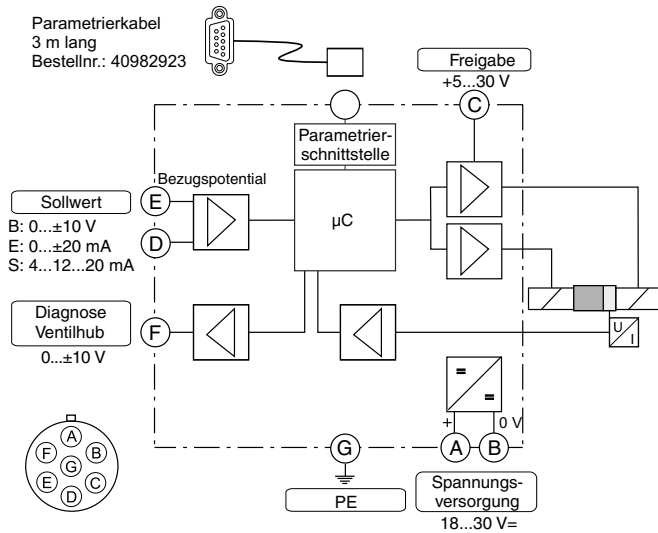 Parametrierkabel
3 m lang
Bestellnr.: 40982923
Freigabe
+5...30 V
C
Parametrier-
schnittstelle
Bezugspotential
E
Sollwert
B: 0...±10 V
E: 0...±20 mA
S: 4...12...20 mA
D
µC
Diagnose
Ventilhub
0...±10 V
F
U
I
=
=
+
0 V
G
A
B
PE
Spannungs-
versorgung
18...30 V=
A
F
B
G
E
C
D